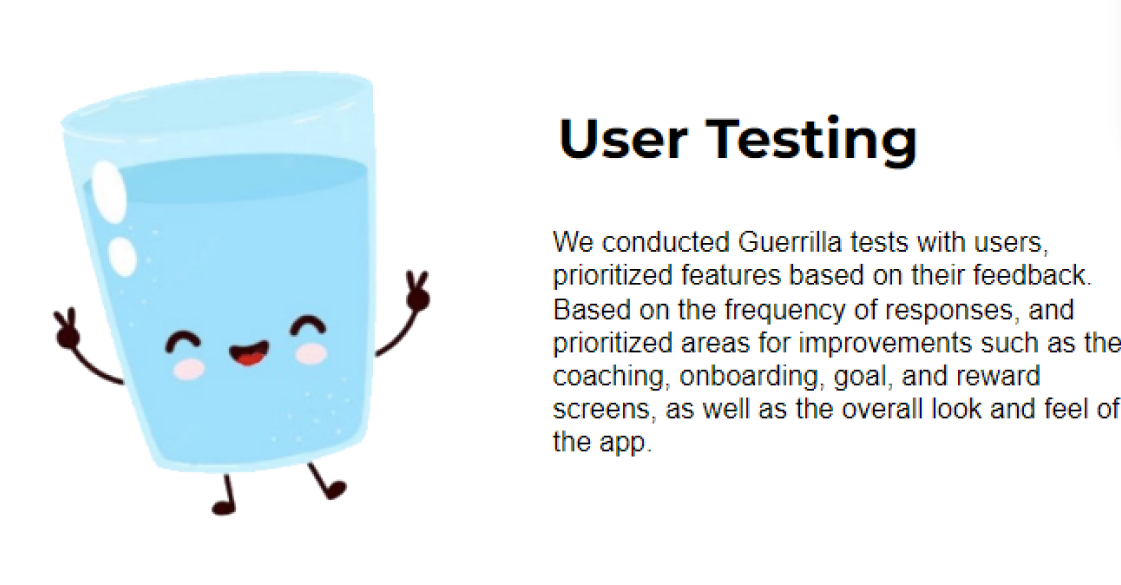 User Testing
We conducted Guerrilla tests with users,
prioritized features based on their feedback.
Based on the frequency of responses, and
prioritized areas for improvements such as the
coaching, onboarding, goal, and reward
screens, as well as the overall look and feel of
the app.